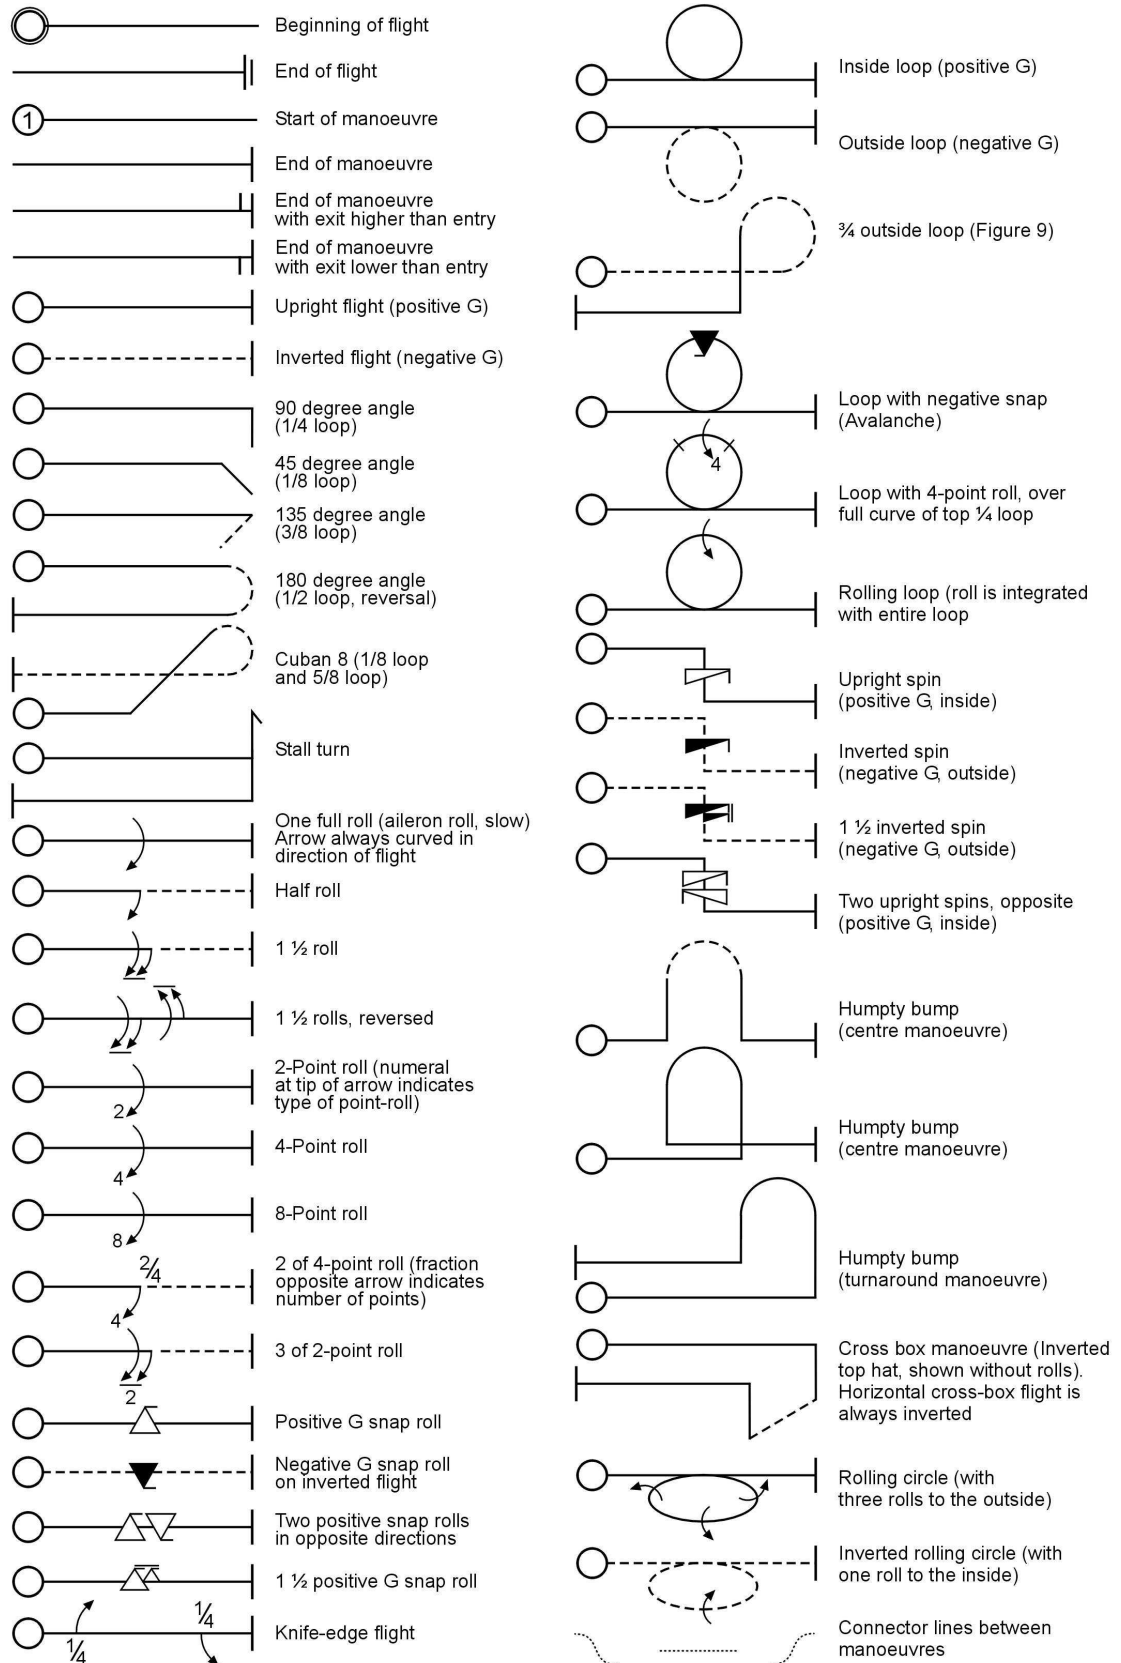 Beginning of flight
End of flight
1
Start of manoeuvre
End of manoeuvre
End of manoeuvre
with exit higher than entry
End of manoeuvre
with exit lower than entry
Upright flight (positive G)
Inverted flight (negative G)
90 degree angle
(1/4 loop)
45 degree angle
(1/8 loop)
135 degree angle
(3/8 loop)
180 degree angle
(1/2 loop, reversal)
Cuban 8 (1/8 loop
and 5/8 loop)
Stall turn
One full roll (aileron roll, slow)
Arrow always curved in
direction of flight
Half roll
1 ½ roll
1 ½ rolls, reversed
2-Point roll (numeral
at tip of arrow indicates
type of point-roll)
2
4-Point roll
4
8-Point roll
8
2/4
2 of 4-point roll (fraction
opposite arrow indicates
number of points)
4
3 of 2-point roll
2
Positive G snap roll
Negative G snap roll
on inverted flight
Two positive snap rolls
in opposite directions
1 ½ positive G snap roll
1/4
1/4
Knife-edge flight
Inside loop (positive G)
Outside loop (negative G)
¾ outside loop (Figure 9)
Loop with negative snap
(Avalanche)
4
Loop with 4-point roll, over
full curve of top ¼ loop
Rolling loop (roll is integrated
with entire loop
Upright spin
(positive G, inside)
Inverted spin
(negative G, outside)
1 ½ inverted spin
(negative G, outside)
Two upright spins, opposite
(positive G, inside)
Humpty bump
(centre manoeuvre)
Humpty bump
(centre manoeuvre)
Humpty bump
(turnaround manoeuvre)
Cross box manoeuvre (Inverted
top hat, shown without rolls).
Horizontal cross-box flight is
always inverted
Rolling circle (with
three rolls to the outside)
Inverted rolling circle (with
one roll to the inside)
Connector lines between
manoeuvres